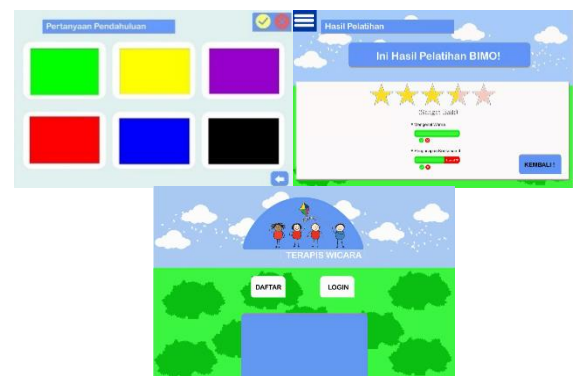 Pertanyaan Pendahuluan
Hasil Pelatihan
Ini Hasil Pelatihan BIMO!
KEMBALI !
TERAPIS WICARA
DAFTAR
LOGIN